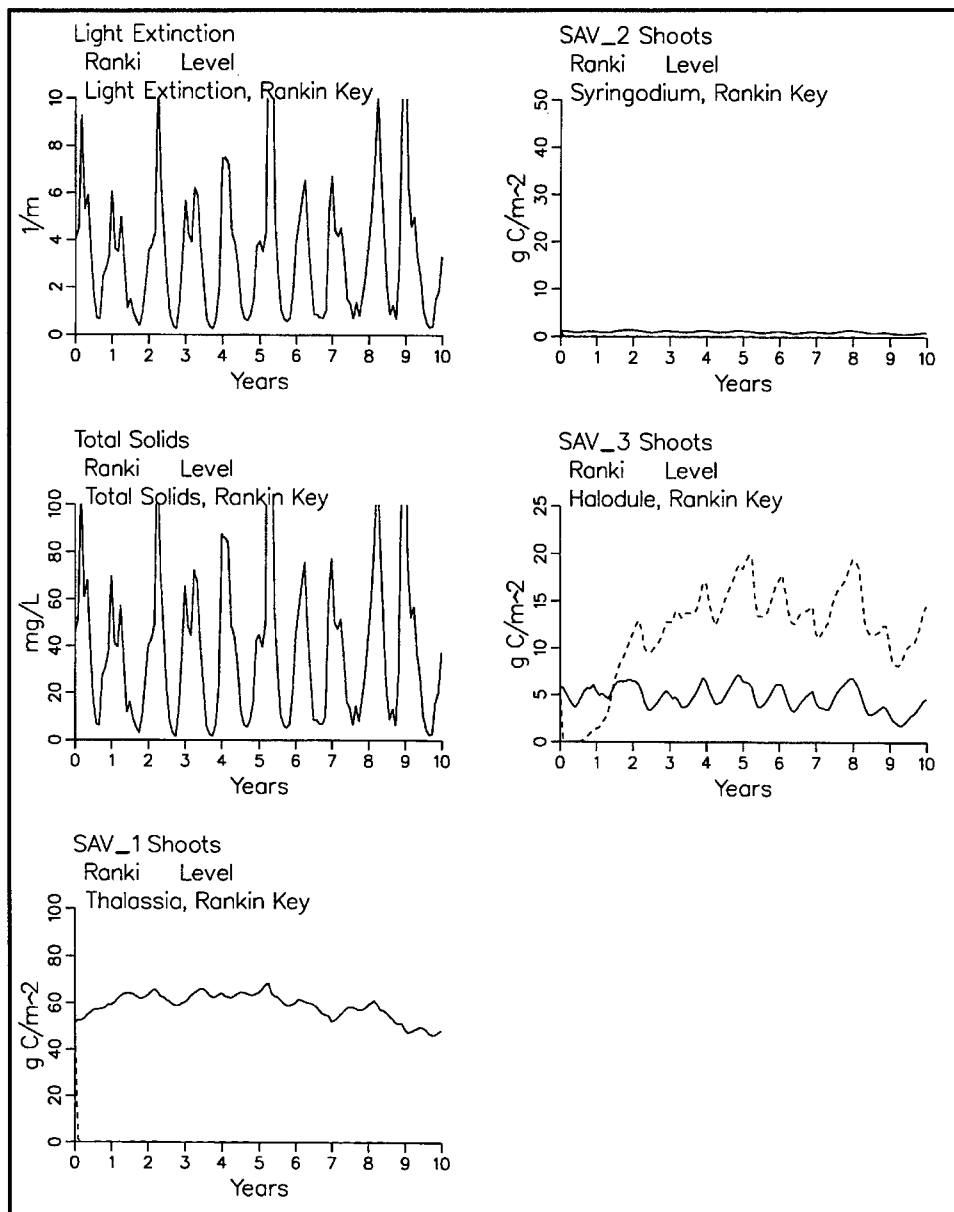 Light Extinction
Ranki Level
Light Extinction, Rankin Key
10
8
6
4
2
0
1/m
0 1 2 3 4 5 6 7 8 9 10
Years
SAV_2 Shoots
Ranki Level
Syringodium, Rankin Key
50
40
30
20
10
0
g C/m~2
0 1 2 3 4 5 6 7 8 9 10
Years
Total Solids
Ranki Level
Total Solids, Rankin Key
100
80
60
40
20
0
mg/L
0 1 2 3 4 5 6 7 8 9 10
Years
SAV_3 Shoots
Ranki Level
Halodule, Rankin Key
25
20
15
10
5
0
g C/m~2
0 1 2 3 4 5 6 7 8 9 10
Years
SAV_1 Shoots
Ranki Level
Thalassia, Rankin Key
100
80
60
40
20
0
g C/m~2
0 1 2 3 4 5 6 7 8 9 10
Years